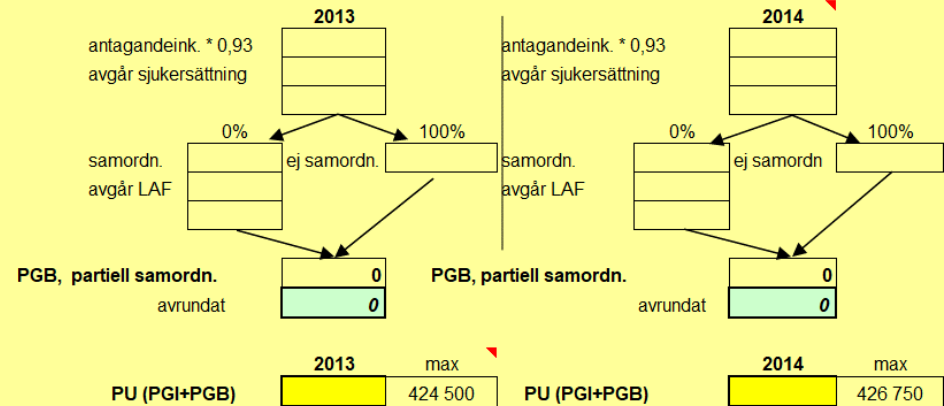 2013 2014
antagandeink. * 0,93 antagandeink. * 0,93
avgår sjukersättning avgår sjukersättning
0% 100% 0% 100%
samordn. ej samordn. samordn. ej samordn
avgår LAF avgår LAF
PGB, partiell samordn. 0 PGB, partiell samordn. 0
avrundat 0 avrundat 0
2013 max 2014 max
PU (PGI+PGB) 424 500 PU (PGI+PGB) 426 750